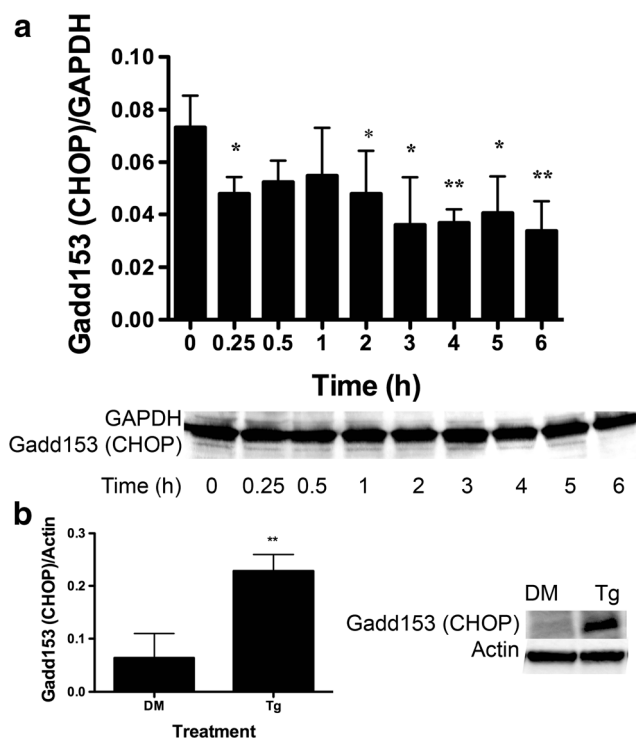 a
Gadd153 (CHOP)/GAPDH
0.10
0.08
0.06
0.04
0.02
0.00
* * * ** * **
0 0.25 0.5 1 2 3 4 5 6
Time (h)
GAPDH
Gadd153 (CHOP)
Time (h) 0 0.25 0.5 1 2 3 4 5 6
b
Gadd153 (CHOP)/Actin
0.3
0.2
0.1
0.0
**
DM Tg
Treatment
DM Tg
Gadd153 (CHOP)
Actin